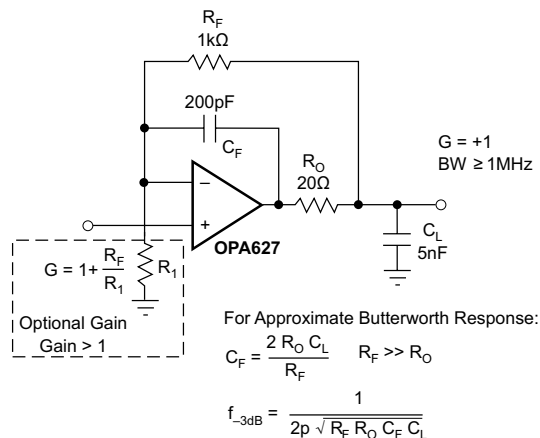 R_F
1kΩ
200pF
C_F
G = +1
BW ≥ 1MHz
R_O
20Ω
–
+
OPA627
C_L
5nF
G = 1+ R_F / R_1
R_1
Optional Gain
Gain > 1
For Approximate Butterworth Response:
C_F = 2 R_O C_L / R_F   R_F >> R_O
f_–3dB = 1 / 2p √ R_F R_O C_F C_L